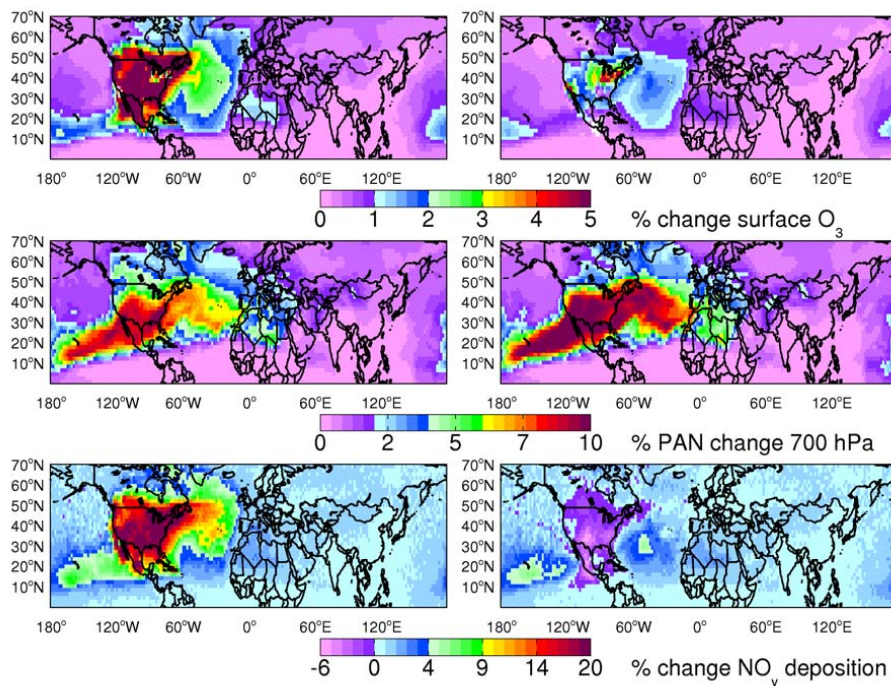 70°N 70°N
60°N 60°N
50°N 50°N
40°N 40°N
30°N 30°N
20°N 20°N
10°N 10°N
180°W 120°W 60°W 0° 60°E 120°E 180°W 120°W 60°W 0° 60°E 120°E
0 1 2 3 4 5 % change surface O₃
70°N 70°N
60°N 60°N
50°N 50°N
40°N 40°N
30°N 30°N
20°N 20°N
10°N 10°N
180°W 120°W 60°W 0° 60°E 120°E 180°W 120°W 60°W 0° 60°E 120°E
0 2 5 7 10 % PAN change 700 hPa
70°N 70°N
60°N 60°N
50°N 50°N
40°N 40°N
30°N 30°N
20°N 20°N
10°N 10°N
180°W 120°W 60°W 0° 60°E 120°E 180°W 120°W 60°W 0° 60°E 120°E
-6 0 4 9 14 20 % change NOy deposition